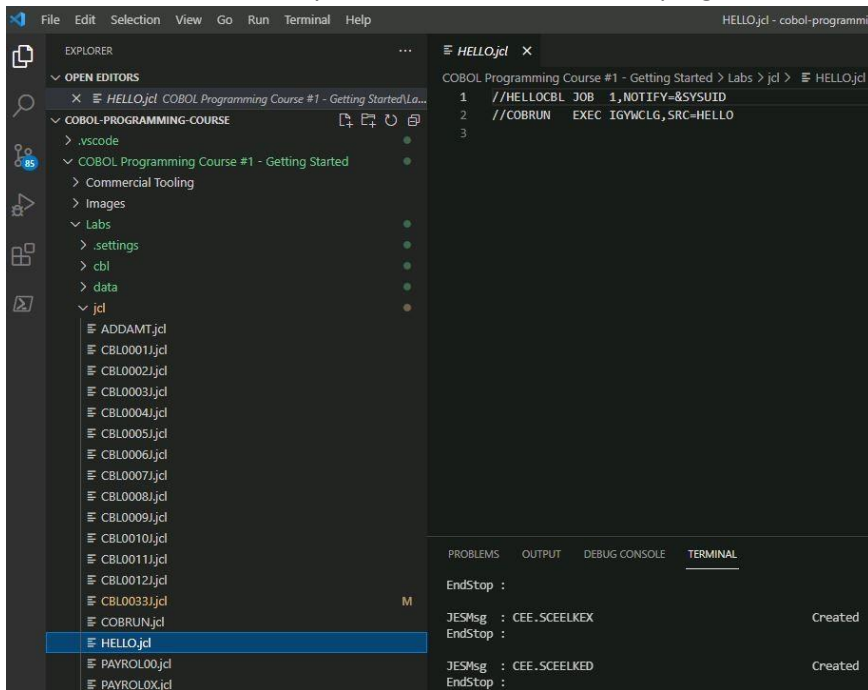 File Edit Selection View Go Run Terminal Help
HELLO.jcl - cobol-programmi
EXPLORER
OPEN EDITORS
HELLO.jcl COBOL Programming Course #1 - Getting Started\La...
COBOL-PROGRAMMING-COURSE
.vscode
COBOL Programming Course #1 - Getting Started
Commercial Tooling
Images
Labs
.settings
cbl
data
jcl
ADDAMT.jcl
CBL0001J.jcl
CBL0002J.jcl
CBL0003J.jcl
CBL0004J.jcl
CBL0005J.jcl
CBL0006J.jcl
CBL0007J.jcl
CBL0008J.jcl
CBL0009J.jcl
CBL0010J.jcl
CBL0011J.jcl
CBL0012J.jcl
CBL0033J.jcl M
COBRUN.jcl
HELLO.jcl
PAYROL00.jcl
PAYROL0X.jcl
85
HELLO.jcl
COBOL Programming Course #1 - Getting Started > Labs > jcl > HELLO.jcl
1 //HELLOCBL JOB 1,NOTIFY=&SYSUID
2 //COBRUN EXEC IGYWCLG,SRC=HELLO
3
PROBLEMS OUTPUT DEBUG CONSOLE TERMINAL
EndStop :
JESMsg : CEE.SCEELKEX Created
EndStop :
JESMsg : CEE.SCEELKED Created
EndStop :